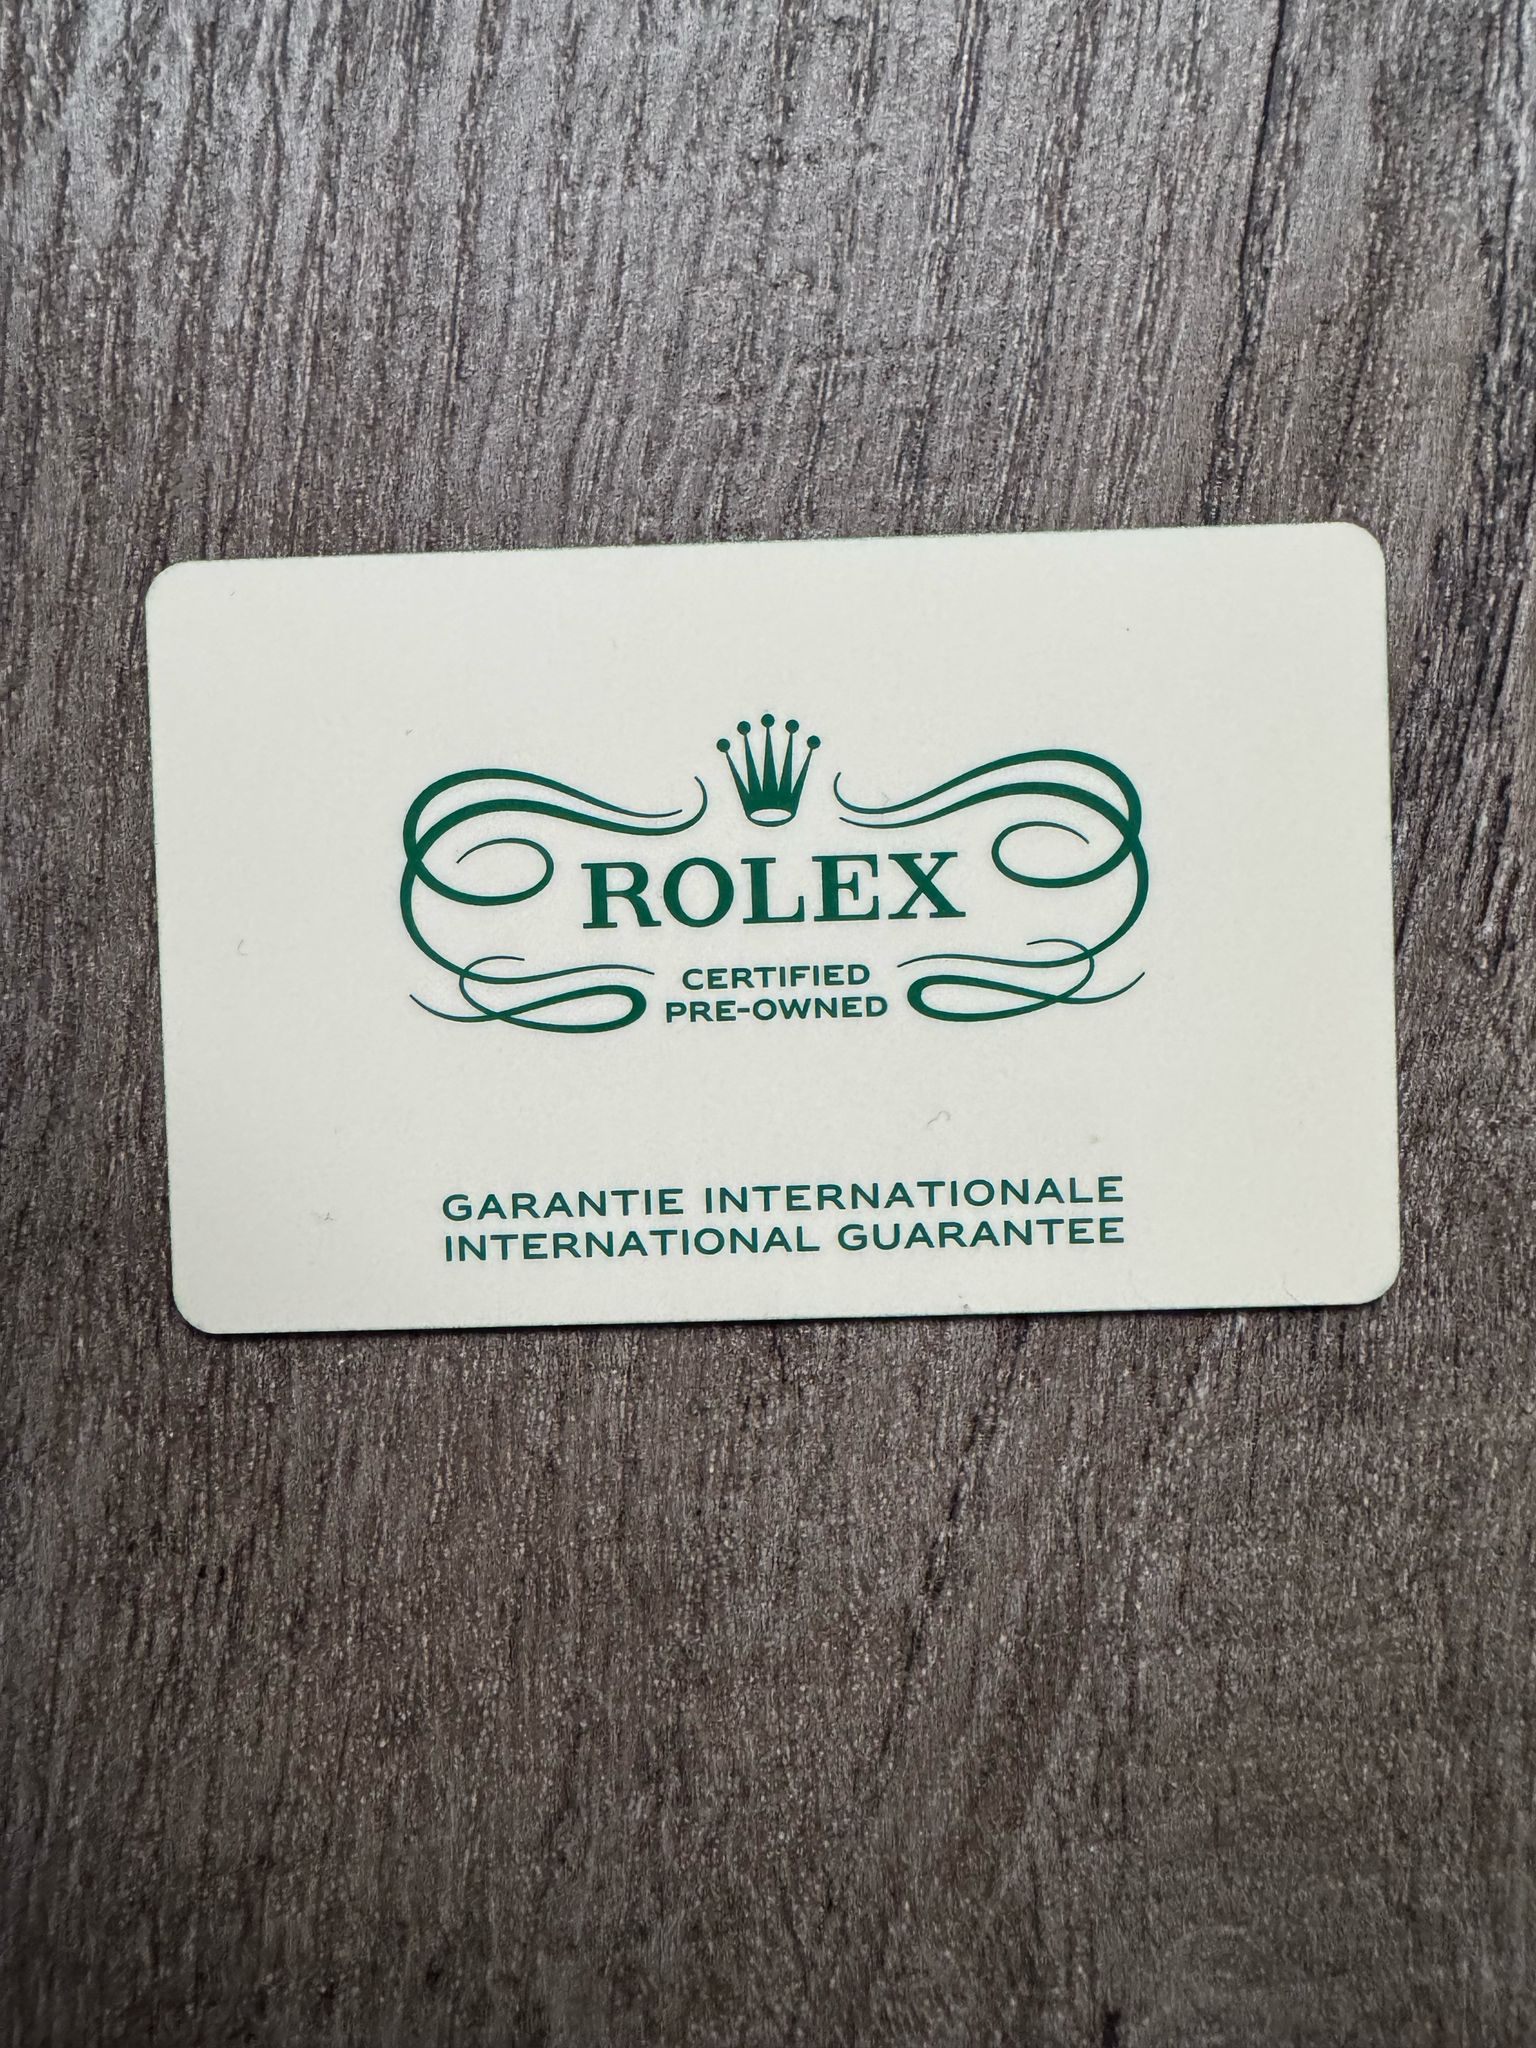 ROLEX
CERTIFIED
PRE-OWNED
GARANTIE INTERNATIONALE
INTERNATIONAL GUARANTEE